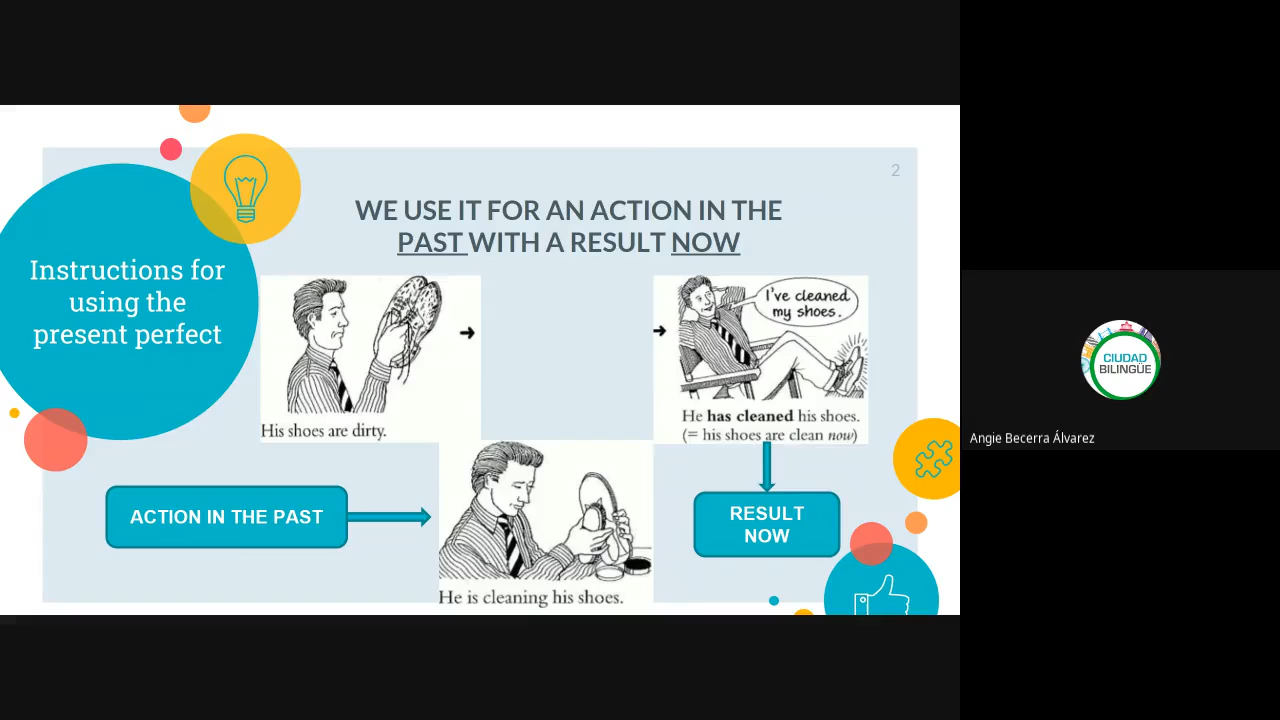 2
WE USE IT FOR AN ACTION IN THE
PAST WITH A RESULT NOW
Instructions for
using the
present perfect
I've cleaned
my shoes.
His shoes are dirty.
He has cleaned his shoes.
(= his shoes are clean now)
ACTION IN THE PAST
RESULT
NOW
He is cleaning his shoes.
CIUDAD
BILINGÜE
Angie Becerra Álvarez